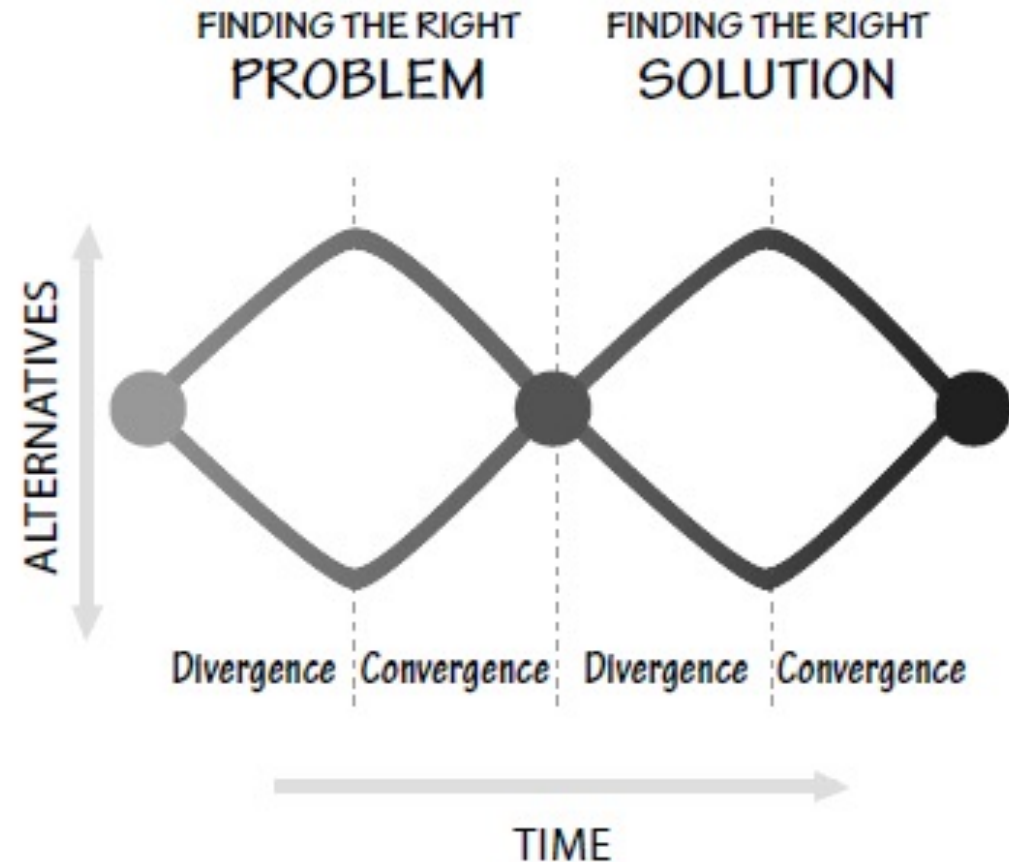 FINDING THE RIGHT
PROBLEM
FINDING THE RIGHT
SOLUTION
ALTERNATIVES
Divergence
Convergence
Divergence
Convergence
TIME